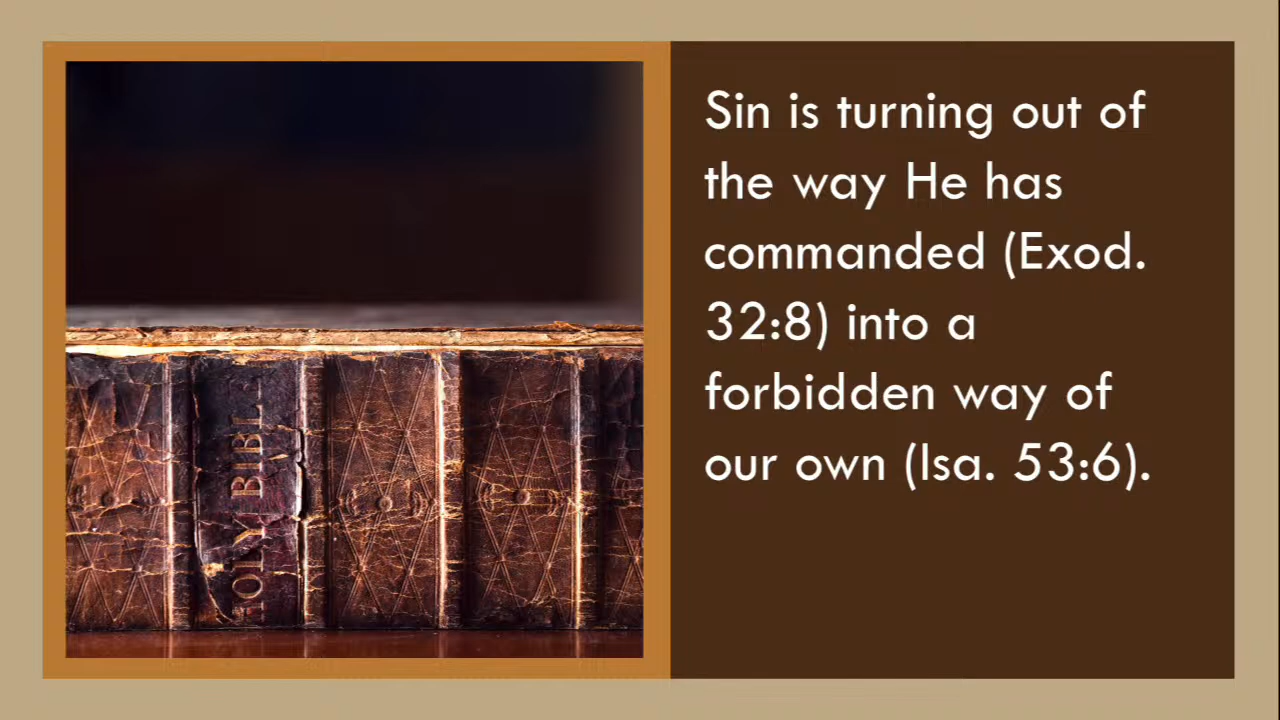 HOLY BIBLE
Sin is turning out of
the way He has
commanded (Exod.
32:8) into a
forbidden way of
our own (Isa. 53:6).